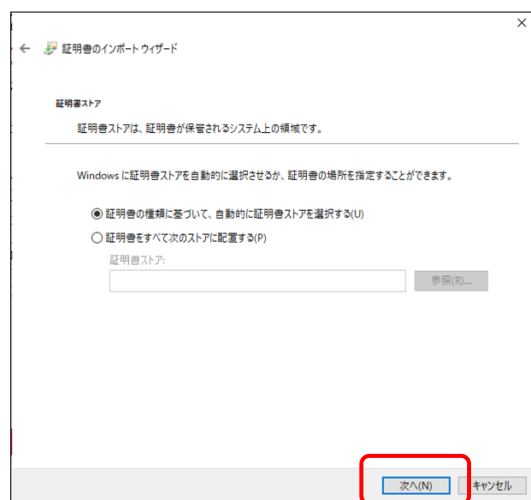 証明書のインポート ウィザード
証明書ストア
証明書ストアは、証明書が保管されるシステム上の領域です。
Windows に証明書ストアを自動的に選択させるか、証明書の場所を指定することができます。
証明書の種類に基づいて、自動的に証明書ストアを選択する(U)
証明書をすべて次のストアに配置する(P)
証明書ストア:
参照(R)...
次へ(N)
キャンセル